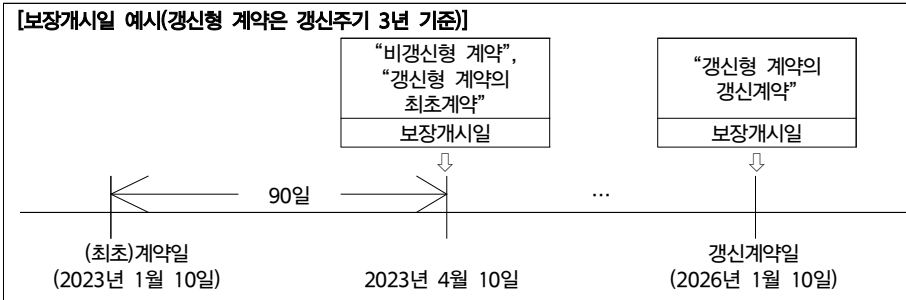 [보장개시일 예시(갱신형 계약은 갱신주기 3년 기준)]
“비갱신형 계약”,
“갱신형 계약의
최초계약”
보장개시일
“갱신형 계약의
갱신계약”
보장개시일
90일
…
(최초)계약일
(2023년 1월 10일)
2023년 4월 10일
갱신계약일
(2026년 1월 10일)